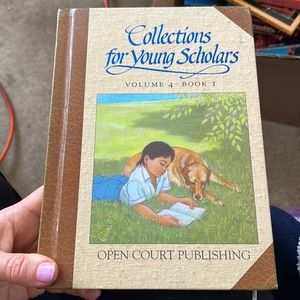 Collections
for Young Scholars
VOLUME 4 BOOK 1
OPEN COURT PUBLISHING